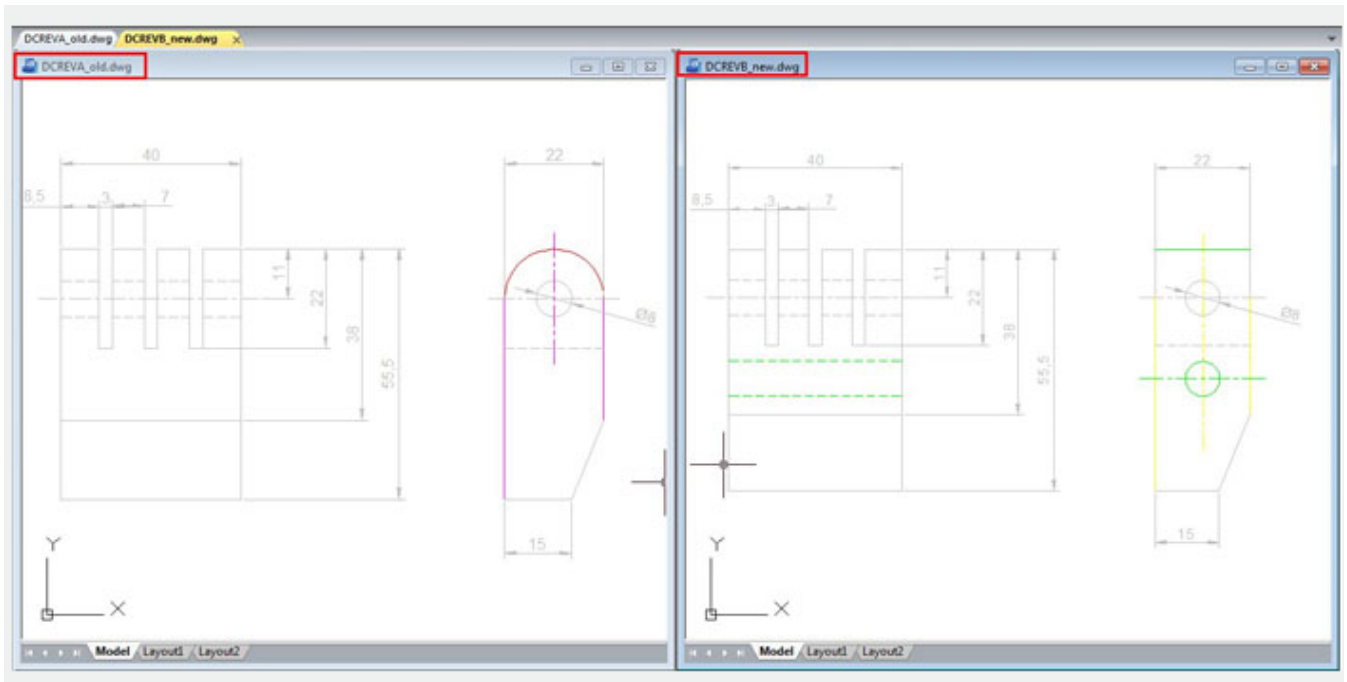 DCREVA_old.dwg DCREVB_new.dwg
DCREVA_old.dwg
40
22
8,5
3
7
11
22
38
55,5
Ø8
15
Y
X
Model Layout1 Layout2
DCREVB_new.dwg
40
22
8,5
3
7
11
22
38
55,5
Ø8
15
Y
X
Model Layout1 Layout2